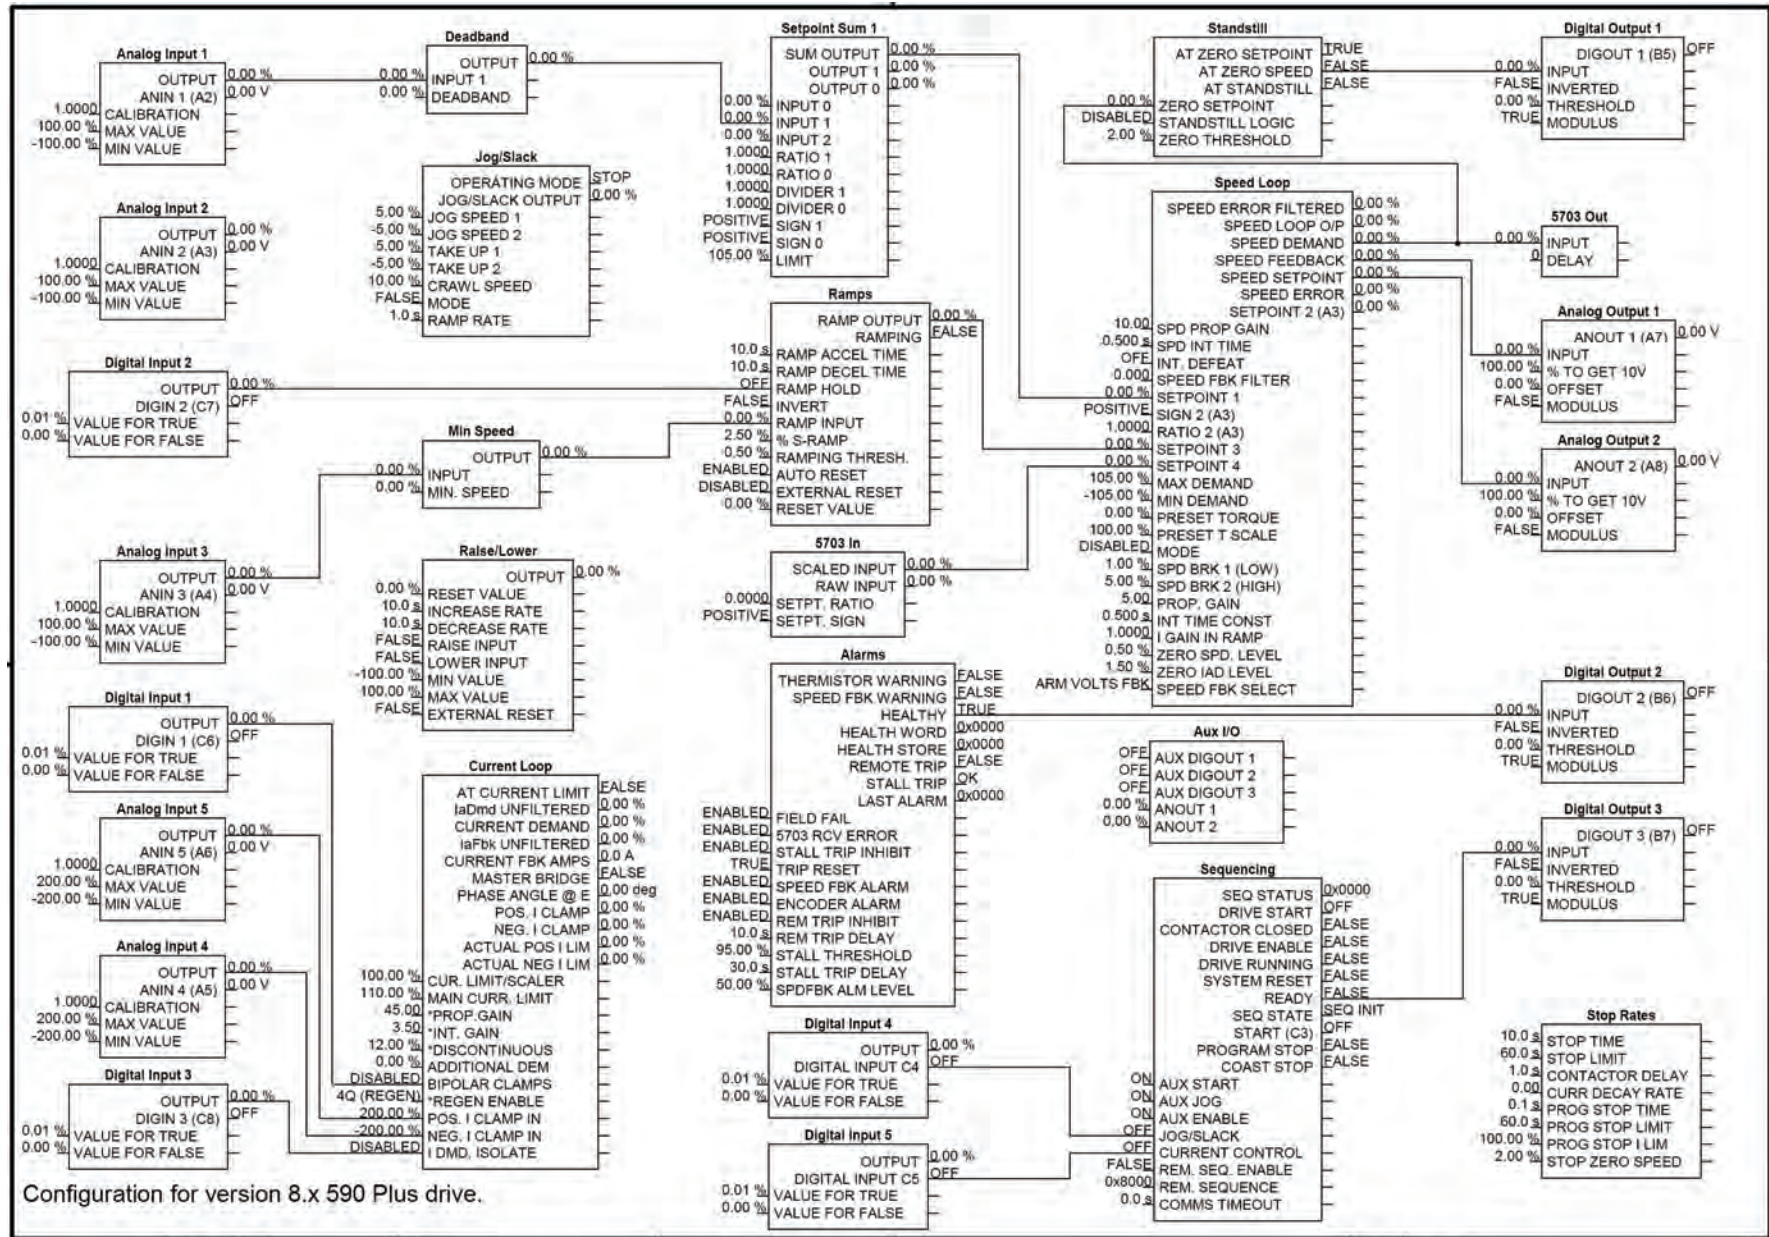 Analog Input 1
OUTPUT 0.00 %
ANIN 1 (A2) 0.00 V
1.0000 CALIBRATION
100.00 % MAX VALUE
-100.00 % MIN VALUE
Analog Input 2
OUTPUT 0.00 %
ANIN 2 (A3) 0.00 V
1.0000 CALIBRATION
100.00 % MAX VALUE
-100.00 % MIN VALUE
Digital Input 2
OUTPUT 0.00 %
DIGIN 2 (C7) OFF
0.01 % VALUE FOR TRUE
0.00 % VALUE FOR FALSE
Analog Input 3
OUTPUT 0.00 %
ANIN 3 (A4) 0.00 V
1.0000 CALIBRATION
100.00 % MAX VALUE
-100.00 % MIN VALUE
Digital Input 1
OUTPUT 0.00 %
DIGIN 1 (C6) OFF
0.01 % VALUE FOR TRUE
0.00 % VALUE FOR FALSE
Analog Input 5
OUTPUT 0.00 %
ANIN 5 (A6) 0.00 V
1.0000 CALIBRATION
200.00 % MAX VALUE
-200.00 % MIN VALUE
Analog Input 4
OUTPUT 0.00 %
ANIN 4 (A5) 0.00 V
1.0000 CALIBRATION
200.00 % MAX VALUE
-200.00 % MIN VALUE
Digital Input 3
OUTPUT 0.00 %
DIGIN 3 (C8) OFF
0.01 % VALUE FOR TRUE
0.00 % VALUE FOR FALSE
Deadband
OUTPUT 0.00 %
0.00 % INPUT 1
0.00 % DEADBAND
Jog/Slack
OPERATING MODE STOP
JOG/SLACK OUTPUT 0.00 %
5.00 % JOG SPEED 1
-5.00 % JOG SPEED 2
5.00 % TAKE UP 1
-5.00 % TAKE UP 2
10.00 % CRAWL SPEED
FALSE MODE
1.0 s RAMP RATE
Min Speed
OUTPUT 0.00 %
0.00 % INPUT
0.00 % MIN. SPEED
Raise/Lower
OUTPUT 0.00 %
0.00 % RESET VALUE
10.0 s INCREASE RATE
10.0 s DECREASE RATE
FALSE RAISE INPUT
FALSE LOWER INPUT
-100.00 % MIN VALUE
100.00 % MAX VALUE
FALSE EXTERNAL RESET
Current Loop
AT CURRENT LIMIT FALSE
IaDmd UNFILTERED 0.00 %
CURRENT DEMAND 0.00 %
IaFbk UNFILTERED 0.00 %
CURRENT FBK AMPS 0.0 A
MASTER BRIDGE FALSE
PHASE ANGLE @ E 0.00 deg
POS. I CLAMP 0.00 %
NEG. I CLAMP 0.00 %
ACTUAL POS I LIM 0.00 %
ACTUAL NEG I LIM 0.00 %
100.00 % CUR. LIMIT/SCALER
110.00 % MAIN CURR. LIMIT
45.00 *PROP.GAIN
3.50 *INT. GAIN
12.00 % *DISCONTINUOUS
0.00 % ADDITIONAL DEM
DISABLED BIPOLAR CLAMPS
4Q (REGEN) *REGEN ENABLE
200.00 % POS. I CLAMP IN
-200.00 % NEG. I CLAMP IN
DISABLED I DMD. ISOLATE
Setpoint Sum 1
SUM OUTPUT 0.00 %
OUTPUT 1 0.00 %
OUTPUT 0 0.00 %
0.00 % INPUT 0
0.00 % INPUT 1
0.00 % INPUT 2
1.0000 RATIO 1
1.0000 RATIO 0
1.0000 DIVIDER 1
1.0000 DIVIDER 0
POSITIVE SIGN 1
POSITIVE SIGN 0
105.00 % LIMIT
Ramps
RAMP OUTPUT 0.00 %
RAMPING FALSE
10.0 s RAMP ACCEL TIME
10.0 s RAMP DECEL TIME
OFF RAMP HOLD
FALSE INVERT
0.00 % RAMP INPUT
2.50 % % S-RAMP
0.50 % RAMPING THRESH.
ENABLED AUTO RESET
DISABLED EXTERNAL RESET
0.00 % RESET VALUE
5703 In
SCALED INPUT 0.00 %
RAW INPUT 0.00 %
0.0000 SETPT. RATIO
POSITIVE SETPT. SIGN
Alarms
THERMISTOR WARNING FALSE
SPEED FBK WARNING FALSE
HEALTHY TRUE
HEALTH WORD 0x0000
HEALTH STORE 0x0000
REMOTE TRIP FALSE
STALL TRIP OK
LAST ALARM 0x0000
ENABLED FIELD FAIL
ENABLED 5703 RCV ERROR
ENABLED STALL TRIP INHIBIT
TRUE TRIP RESET
ENABLED SPEED FBK ALARM
ENABLED ENCODER ALARM
ENABLED REM TRIP INHIBIT
10.0 s REM TRIP DELAY
95.00 % STALL THRESHOLD
30.0 s STALL TRIP DELAY
50.00 % SPDFBK ALM LEVEL
Digital Input 4
OUTPUT 0.00 %
DIGITAL INPUT C4 OFF
0.01 % VALUE FOR TRUE
0.00 % VALUE FOR FALSE
Digital Input 5
OUTPUT 0.00 %
DIGITAL INPUT C5 OFF
0.01 % VALUE FOR TRUE
0.00 % VALUE FOR FALSE
Standstill
AT ZERO SETPOINT TRUE
AT ZERO SPEED FALSE
AT STANDSTILL FALSE
0.00 % ZERO SETPOINT
DISABLED STANDSTILL LOGIC
2.00 % ZERO THRESHOLD
Speed Loop
SPEED ERROR FILTERED 0.00 %
SPEED LOOP O/P 0.00 %
SPEED DEMAND 0.00 %
SPEED FEEDBACK 0.00 %
SPEED SETPOINT 0.00 %
SPEED ERROR 0.00 %
SETPOINT 2 (A3) 0.00 %
10.00 SPD PROP GAIN
0.500 s SPD INT TIME
OFF INT. DEFEAT
0.000 SPEED FBK FILTER
0.00 % SETPOINT 1
POSITIVE SIGN 2 (A3)
1.0000 RATIO 2 (A3)
0.00 % SETPOINT 3
0.00 % SETPOINT 4
105.00 % MAX DEMAND
-105.00 % MIN DEMAND
0.00 % PRESET TORQUE
100.00 % PRESET T SCALE
DISABLED MODE
1.00 % SPD BRK 1 (LOW)
5.00 % SPD BRK 2 (HIGH)
5.00 PROP. GAIN
0.500 s INT TIME CONST
1.0000 I GAIN IN RAMP
0.50 % ZERO SPD. LEVEL
1.50 % ZERO IAD LEVEL
ARM VOLTS FBK SPEED FBK SELECT
Aux I/O
OFF AUX DIGOUT 1
OFF AUX DIGOUT 2
OFF AUX DIGOUT 3
0.00 % ANOUT 1
0.00 % ANOUT 2
Sequencing
SEQ STATUS 0x0000
DRIVE START OFF
CONTACTOR CLOSED FALSE
DRIVE ENABLE FALSE
DRIVE RUNNING FALSE
SYSTEM RESET FALSE
READY FALSE
SEQ STATE SEQ INIT
START (C3) OFF
PROGRAM STOP FALSE
COAST STOP FALSE
ON AUX START
ON AUX JOG
ON AUX ENABLE
OFF JOG/SLACK
OFF CURRENT CONTROL
FALSE REM. SEQ. ENABLE
0x8000 REM. SEQUENCE
0.0 s COMMS TIMEOUT
Digital Output 1
DIGOUT 1 (B5) OFF
0.00 % INPUT
FALSE INVERTED
0.00 % THRESHOLD
TRUE MODULUS
5703 Out
0.00 % INPUT
0 DELAY
Analog Output 1
ANOUT 1 (A7) 0.00 V
0.00 % INPUT
100.00 % % TO GET 10V
0.00 % OFFSET
FALSE MODULUS
Analog Output 2
ANOUT 2 (A8) 0.00 V
0.00 % INPUT
100.00 % % TO GET 10V
0.00 % OFFSET
FALSE MODULUS
Digital Output 2
DIGOUT 2 (B6) OFF
0.00 % INPUT
FALSE INVERTED
0.00 % THRESHOLD
TRUE MODULUS
Digital Output 3
DIGOUT 3 (B7) OFF
0.00 % INPUT
FALSE INVERTED
0.00 % THRESHOLD
TRUE MODULUS
Stop Rates
10.0 s STOP TIME
60.0 s STOP LIMIT
1.0 s CONTACTOR DELAY
0.00 CURR DECAY RATE
0.1 s PROG STOP TIME
60.0 s PROG STOP LIMIT
100.00 % PROG STOP I LIM
2.00 % STOP ZERO SPEED
Configuration for version 8.x 590 Plus drive.